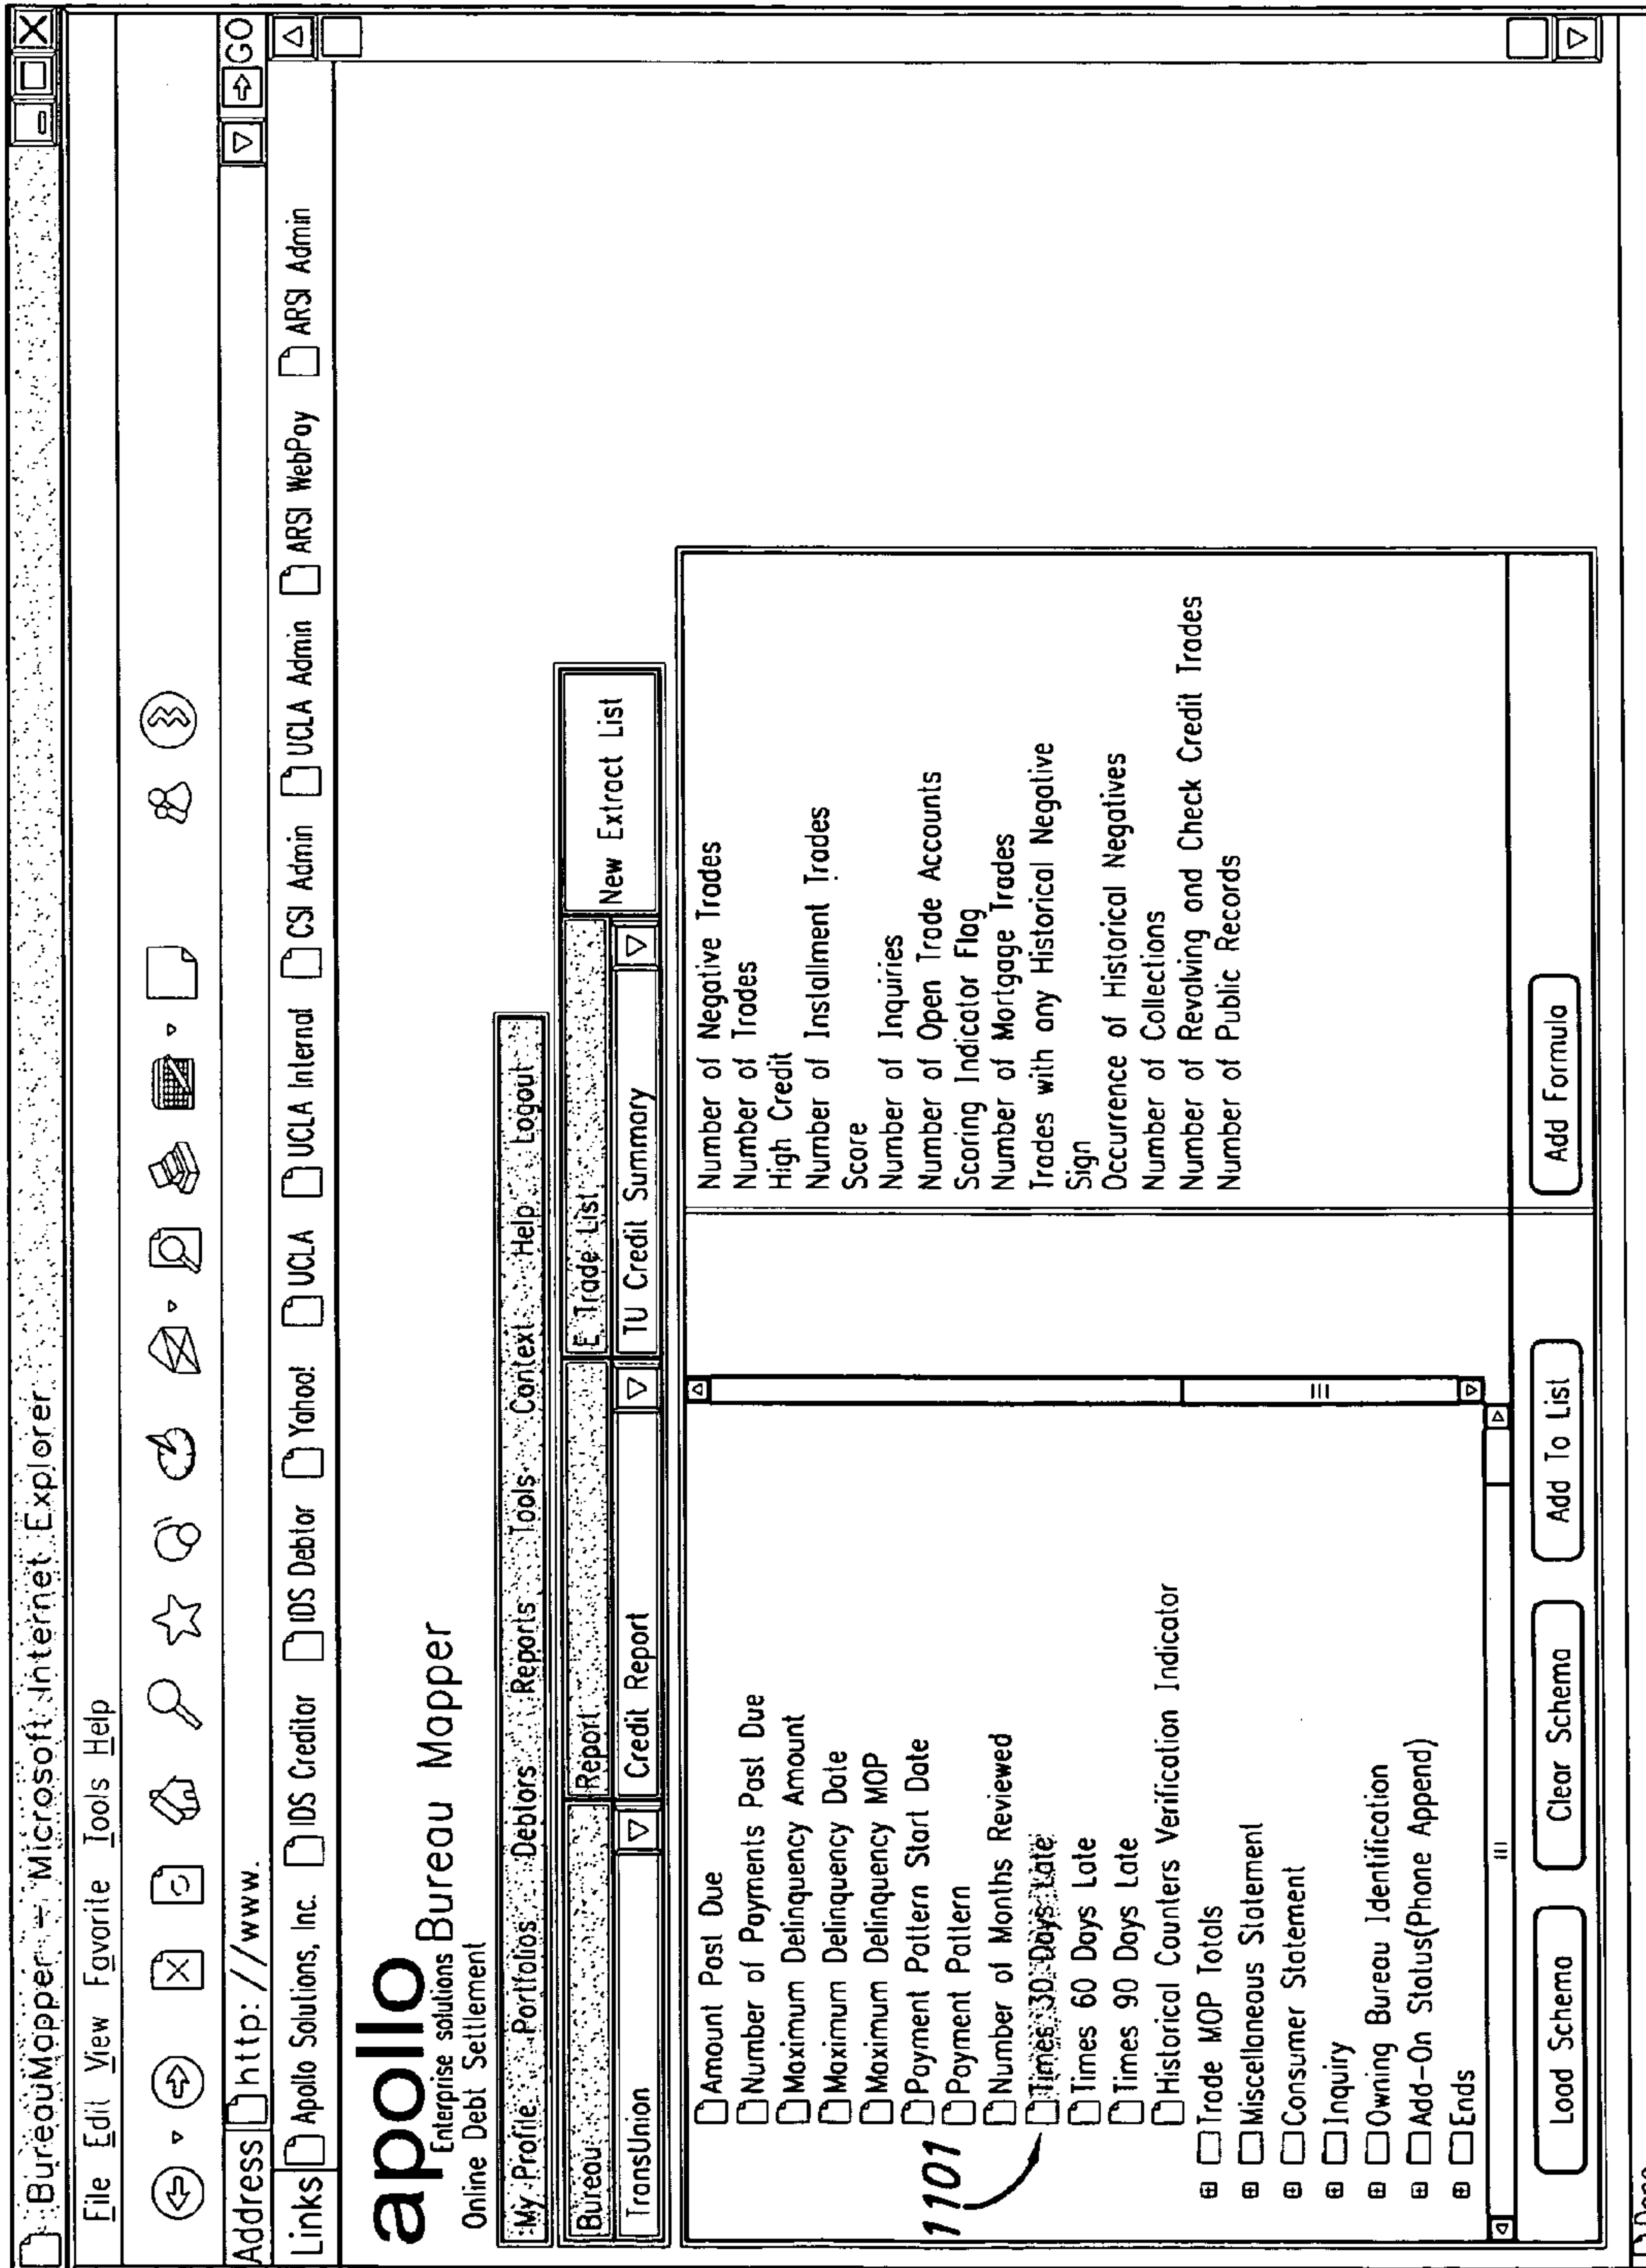 BureauMapper – Microsoft Internet Explorer
File Edit View Favorite Tools Help
Address http://www. GO
Links Apollo Solutions, Inc. IDS Creditor IDS Debtor Yahoo! UCLA UCLA Internal CSI Admin UCLA Admin ARSI WebPay ARSI Admin
apollo
Enterprise solutions Bureau Mapper
Online Debt Settlement
My Profile Portfolios Debtors Reports Tools Context Help Logout
Bureau Report E Trade List
TransUnion Credit Report TU Credit Summary New Extract List
Amount Past Due
Number of Payments Past Due
Maximum Delinquency Amount
Maximum Delinquency Date
Maximum Delinquency MOP
Payment Pattern Start Date
Payment Pattern
Number of Months Reviewed
1101
Times 30 Days Late
Times 60 Days Late
Times 90 Days Late
Historical Counters Verification Indicator
Trade MOP Totals
Miscellaneous Statement
Consumer Statement
Inquiry
Owning Bureau Identification
Add-On Status(Phone Append)
Ends
Number of Negative Trades
Number of Trades
High Credit
Number of Installment Trades
Score
Number of Inquiries
Number of Open Trade Accounts
Scoring Indicator Flag
Number of Mortgage Trades
Trades with any Historical Negative
Sign
Occurrence of Historical Negatives
Number of Collections
Number of Revolving and Check Credit Trades
Number of Public Records
Load Schema Clear Schema Add To List Add Formula